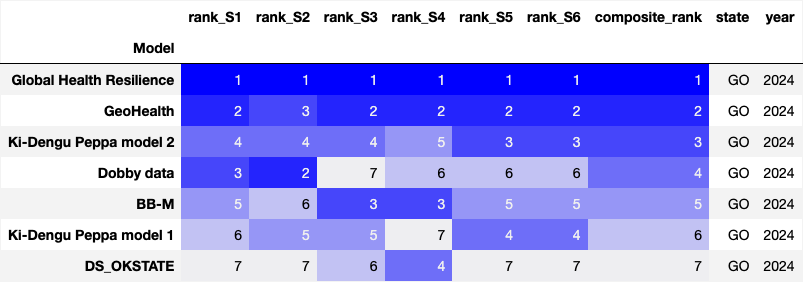 rank_S1 rank_S2 rank_S3 rank_S4 rank_S5 rank_S6 composite_rank state year
Model
Global Health Resilience 1 1 1 1 1 1 1 GO 2024
GeoHealth 2 3 2 2 2 2 2 GO 2024
Ki-Dengu Peppa model 2 4 4 4 5 3 3 3 GO 2024
Dobby data 3 2 7 6 6 6 4 GO 2024
BB-M 5 6 3 3 5 5 5 GO 2024
Ki-Dengu Peppa model 1 6 5 5 7 4 4 6 GO 2024
DS_OKSTATE 7 7 6 4 7 7 7 GO 2024